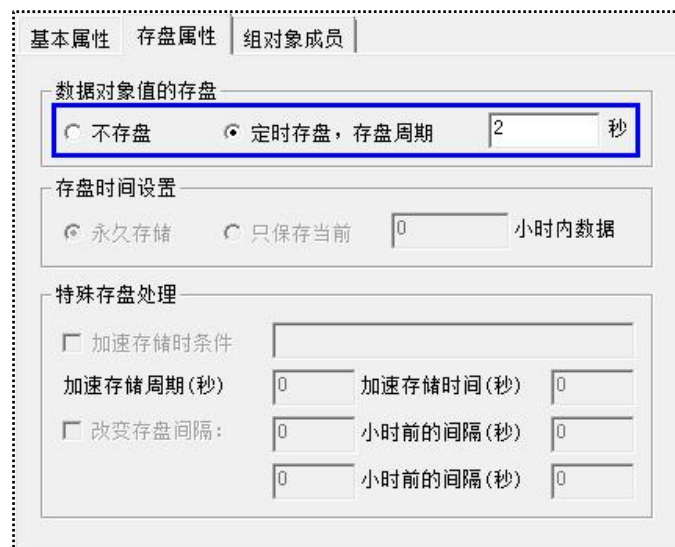 基本属性 存盘属性 组对象成员
数据对象值的存盘
不存盘 定时存盘，存盘周期 2 秒
存盘时间设置
永久存储 只保存当前 0 小时内数据
特殊存盘处理
加速存储时条件
加速存储周期(秒) 0 加速存储时间(秒) 0
改变存盘间隔： 0 小时前的间隔(秒) 0
0 小时前的间隔(秒) 0